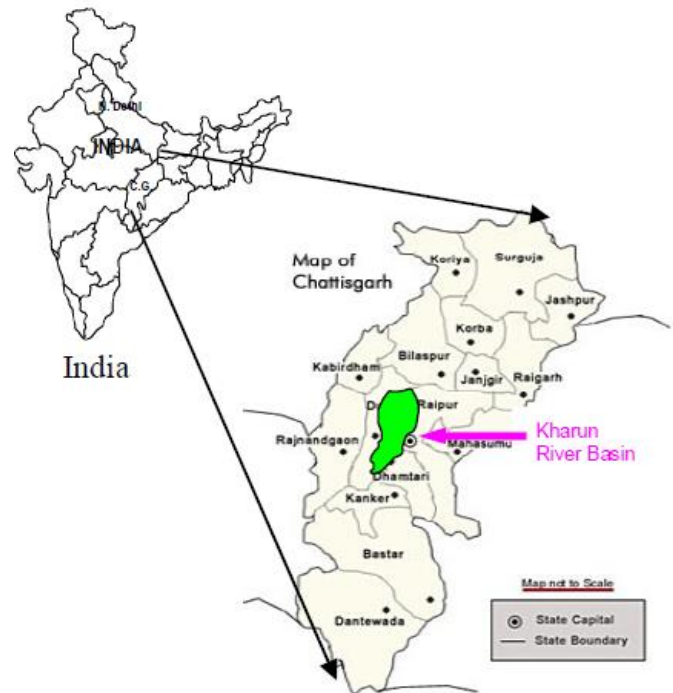 N. Delhi
INDIA
C.G.
India
Map of
Chattisgarh
Koriya
Surguja
Jashpur
Korba
Bilaspur
Kabirdham
Janjgir
Raigarh
Raipur
Rajnandgaon
Mahasumu
Kharun
River Basin
Dhamtari
Kanker
Bastar
Dantewada
Map not to Scale
State Capital
State Boundary